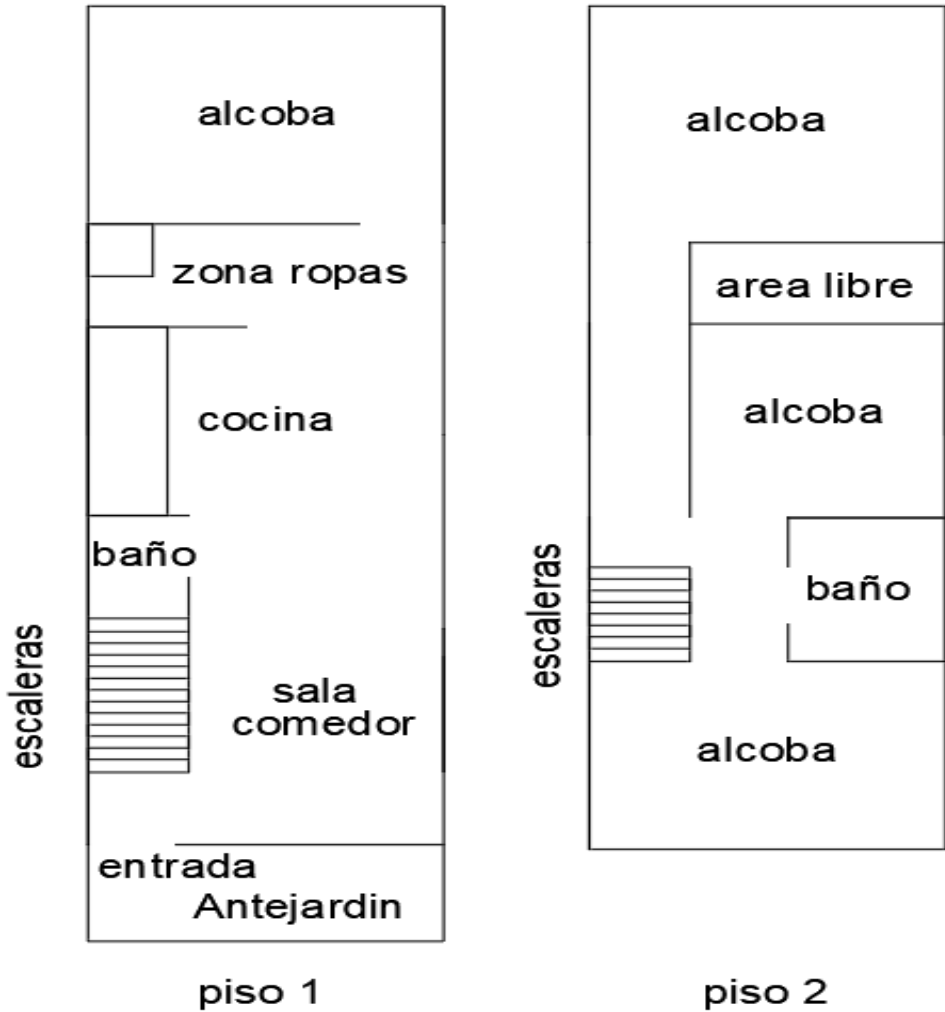 alcoba
zona ropas
cocina
baño
escaleras
sala
comedor
entrada
Antejardin
piso 1
alcoba
area libre
alcoba
escaleras
baño
alcoba
piso 2